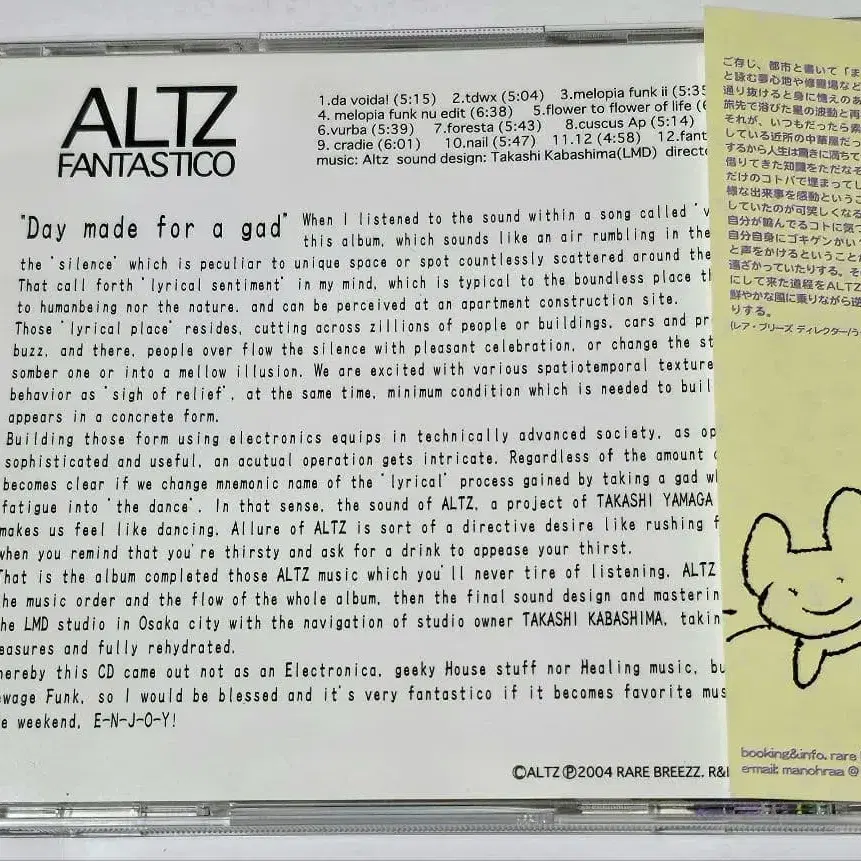 ALTZ
FANTASTICO
1.da voida! (5:15) 2.tdwx (5:04) 3.melopia funk ii (5:35
4. melopia funk nu edit (6:38) 5.flower to flower of life (
6.vurba (5:39) 7.foresta (5:43) 8.cuscus Ap (5:14)
9. cradie (6:01) 10.nail (5:47) 11.12 (4:58) 12.fant
music: Altz sound design: Takashi Kabashima(LMD) directo
"Day made for a gad" When I listened to the sound within a song called 'v
this album, which sounds like an air rumbling in the
the 'silence' which is peculiar to unique space or spot countlessly scattered around the
That call forth 'lyrical sentiment' in my mind, which is typical to the boundless place th
to humanbeing nor the nature, and can be perceived at an apartment construction site.
Those 'lyrical place' resides, cutting across zillions of people or buildings, cars and pr
buzz, and there, people over flow the silence with pleasant celebration, or change the st
somber one or into a mellow illusion. We are excited with various spatiotemporal texture
behavior as 'sigh of relief', at the same time, minimum condition which is needed to buil
appears in a concrete form.
Building those form using electronics equips in technically advanced society, as op
sophisticated and useful, an acutual operation gets intricate. Regardless of the amount
becomes clear if we change mnemonic name of the 'lyrical' process gained by taking a gad wh
fatigue into 'the dance'. In that sense, the sound of ALTZ, a project of TAKASHI YAMAGA
makes us feel like dancing, Allure of ALTZ is sort of a directive desire like rushing f
when you remind that you're thirsty and ask for a drink to appease your thirst.
That is the album completed those ALTZ music which you'll never tire of listening. ALTZ
he music order and the flow of the whole album, then the final sound design and masterin
he LMD studio in Osaka city with the navigation of studio owner TAKASHI KABASHIMA, takin
easures and fully rehydrated.
hereby this CD came out not as an Electronica, geeky House stuff nor Healing music, bu
ewage Funk, so I would be blessed and it's very fantastico if it becomes favorite mus
e weekend, E-N-J-O-Y!
©ALTZ ℗2004 RARE BREEZZ. R&
ご存じ、都市と書いて「ま
と詠む夢心地や修羅場など
通り抜けると身に憶えのあ
旅先で浴びた星の波動と再
それが、いつもだったら素
している近所の中華屋だっ
するから人生は驚きに満ちて
借りてきた知識をただなぞ
だけのコトバで埋まってし
様な出来事を感動というこ
していたのが可笑しくなる
自分が踏んでるコトに気づ
自分自身にゴキゲンかい
と声をかけるということが
遠ざかっていたりする。そ
にして来た道程をALTZ
鮮やかな風に乗りながら逆
りする。
(レア・ブリーズ ディレクター/う
booking&info. rare
e-mail: manohraa @